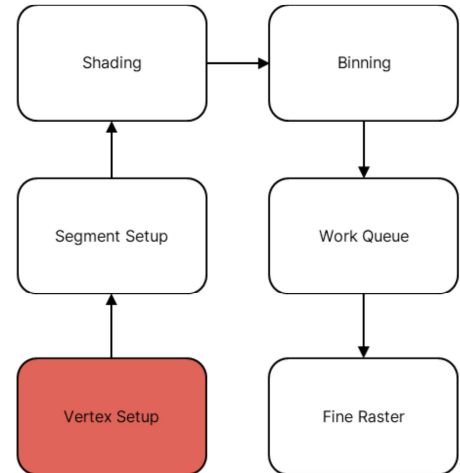 Shading
Binning
Segment Setup
Work Queue
Vertex Setup
Fine Raster